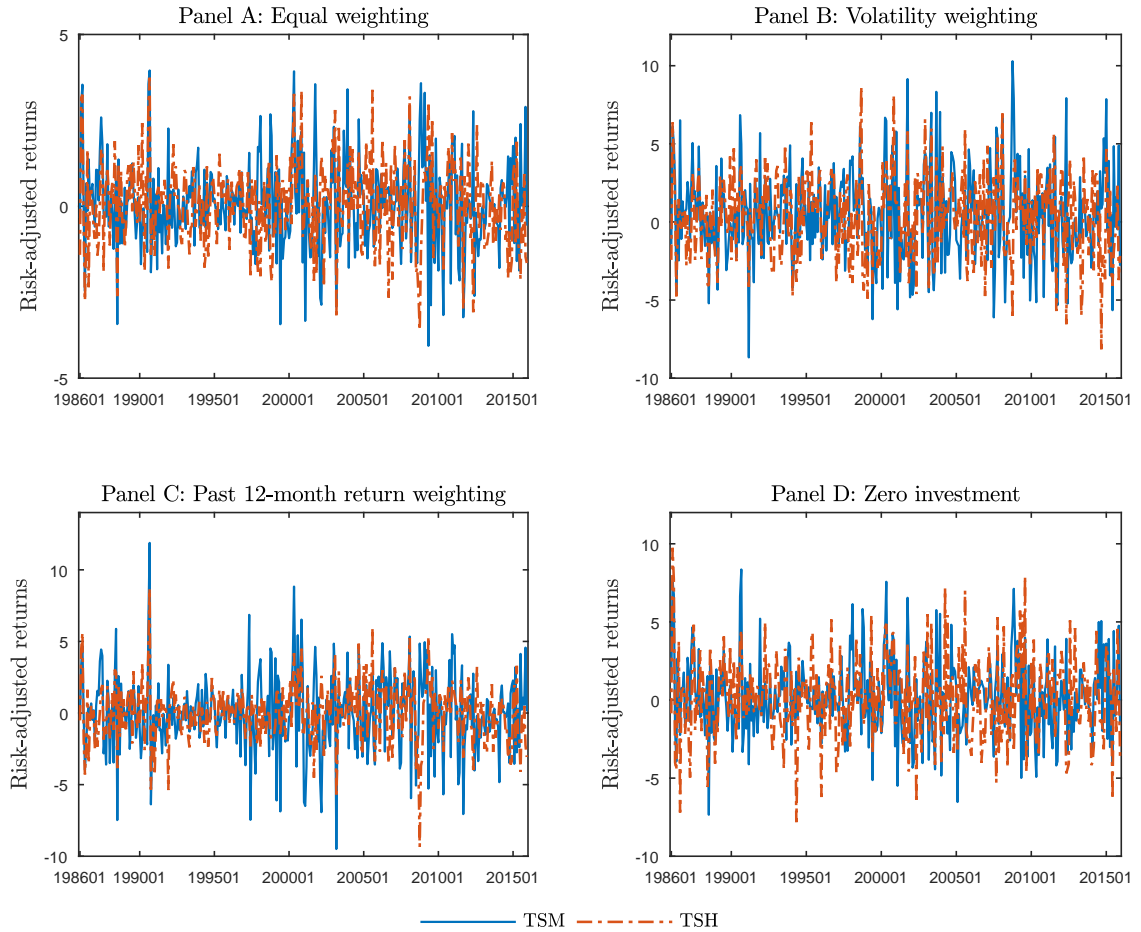 Panel A: Equal weighting
Risk-adjusted returns
5
0
-5
198601 199001 199501 200001 200501 201001 201501
Panel B: Volatility weighting
Risk-adjusted returns
10
5
0
-5
-10
198601 199001 199501 200001 200501 201001 201501
Panel C: Past 12-month return weighting
Risk-adjusted returns
10
5
0
-5
-10
198601 199001 199501 200001 200501 201001 201501
Panel D: Zero investment
Risk-adjusted returns
10
5
0
-5
-10
198601 199001 199501 200001 200501 201001 201501
TSM TSH